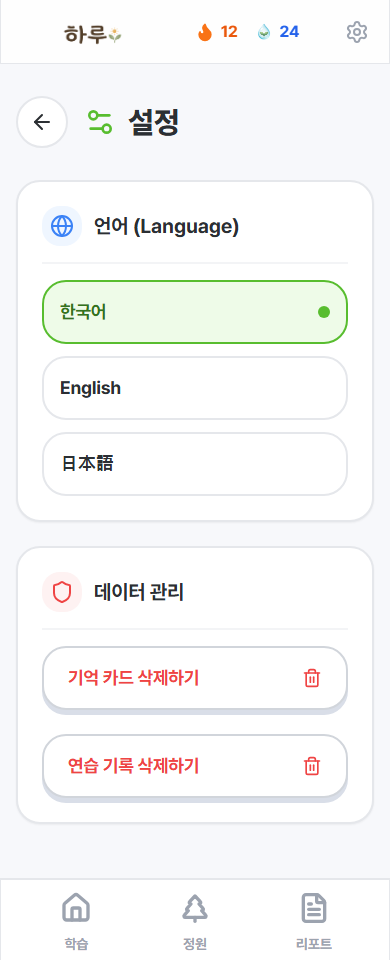 하루
12
24
설정
언어 (Language)
한국어
English
日本語
데이터 관리
기억 카드 삭제하기
연습 기록 삭제하기
학습
정원
리포트